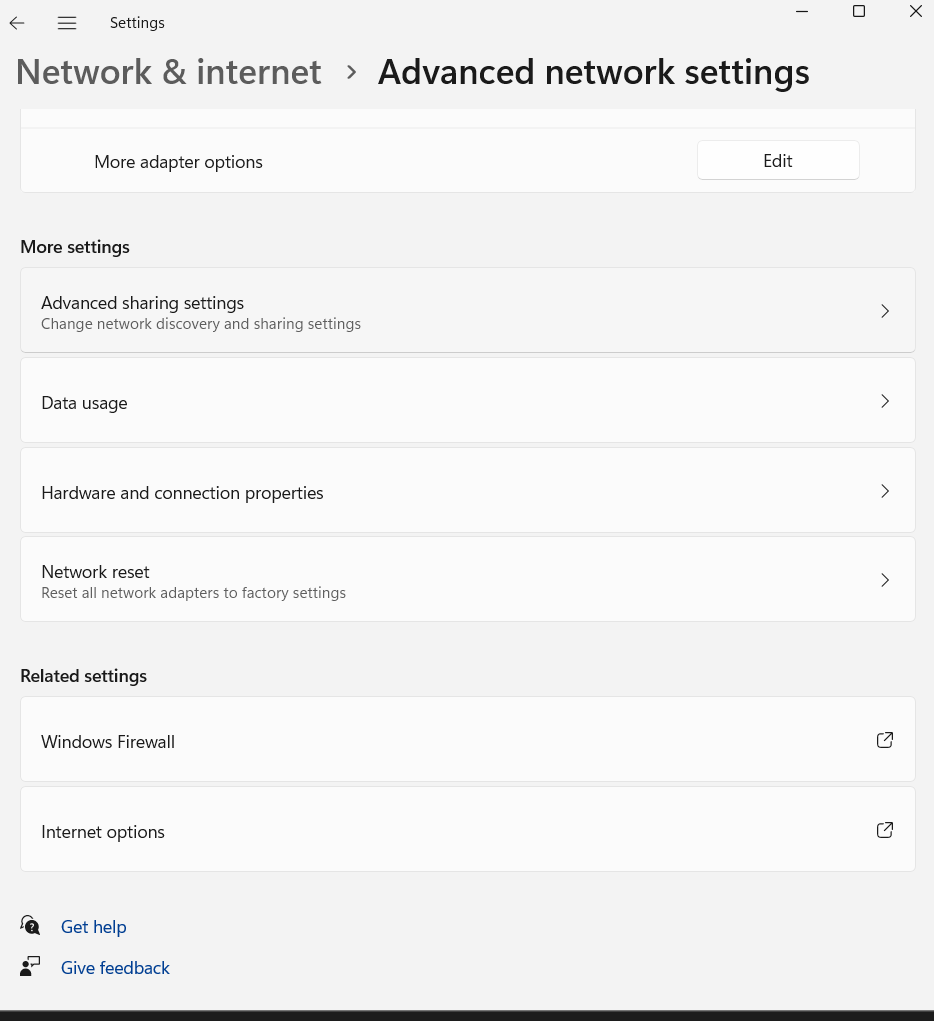 Settings
Network & internet > Advanced network settings
More adapter options
Edit
More settings
Advanced sharing settings
Change network discovery and sharing settings
Data usage
Hardware and connection properties
Network reset
Reset all network adapters to factory settings
Related settings
Windows Firewall
Internet options
Get help
Give feedback